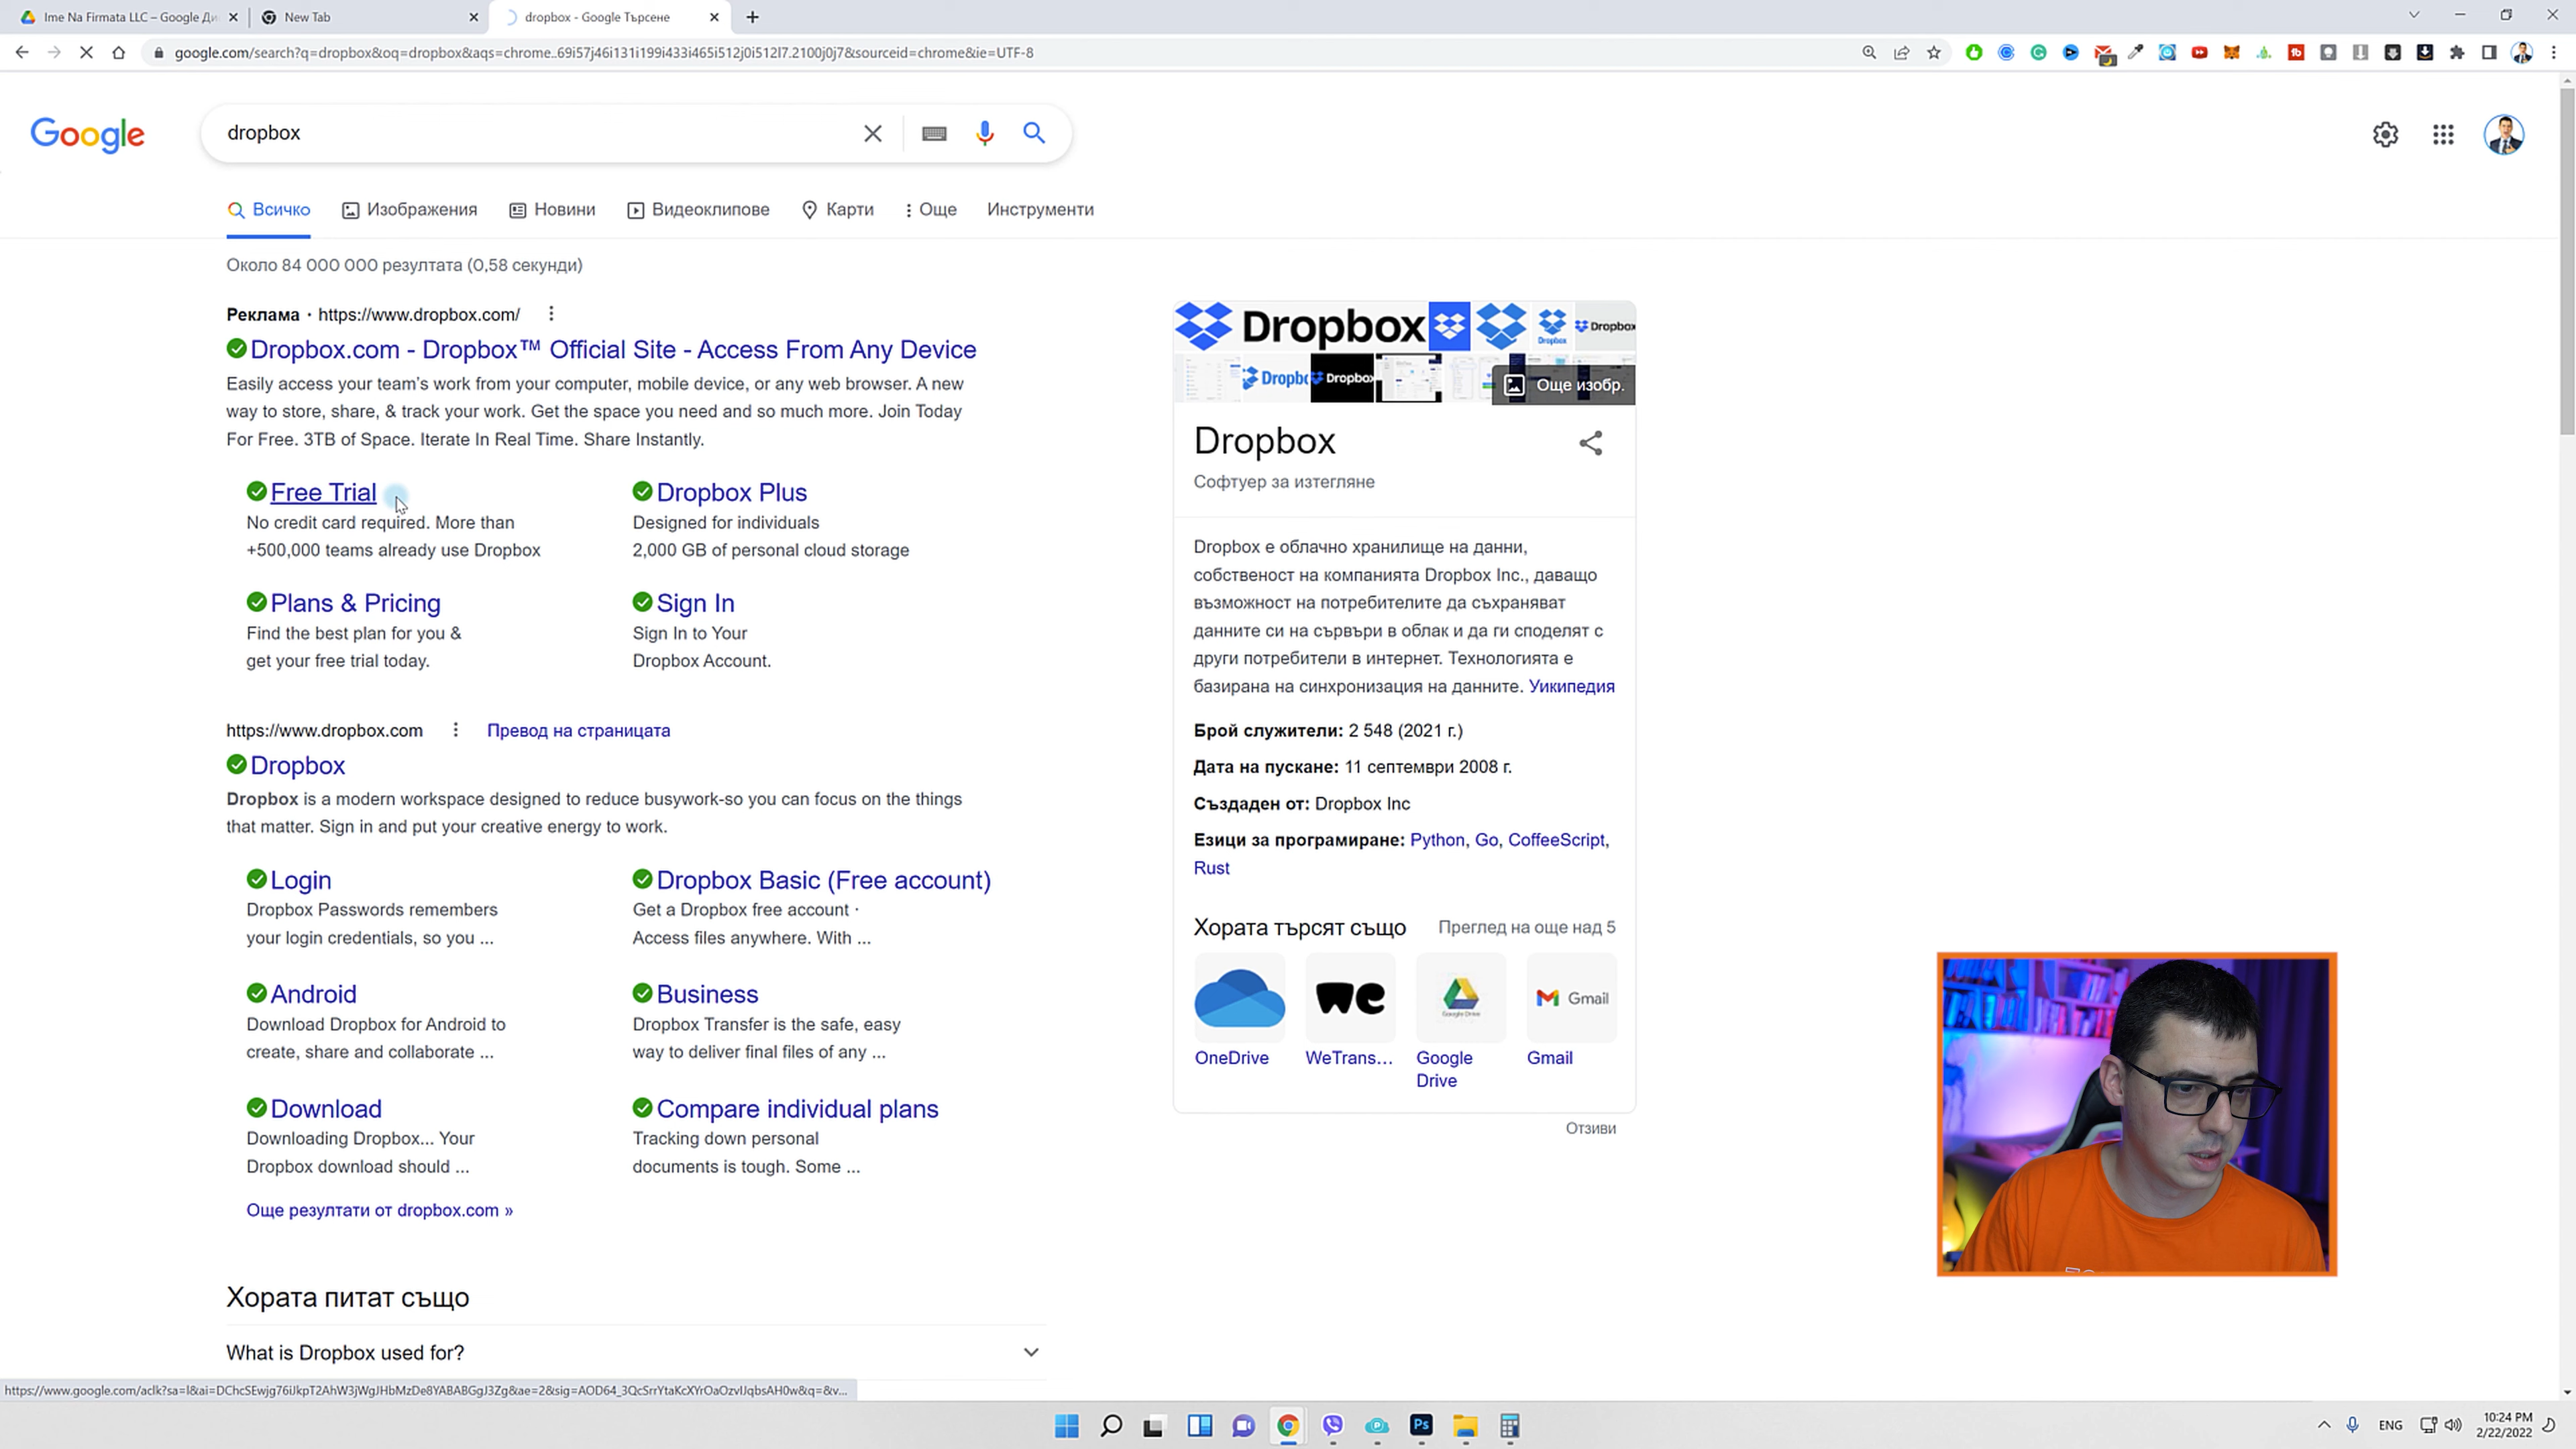 Ime Na Firmata LLC – Google Ди
New Tab
dropbox - Google Търсене
google.com/search?q=dropbox&oq=dropbox&aqs=chrome..69i57j46i131i199i433i465i512j0i512l7.2100j0j7&sourceid=chrome&ie=UTF-8
Google
dropbox
Всичко
Изображения
Новини
Видеоклипове
Карти
Още
Инструменти
Около 84 000 000 резултата (0,58 секунди)
Реклама · https://www.dropbox.com/
Dropbox.com - Dropbox™ Official Site - Access From Any Device
Easily access your team’s work from your computer, mobile device, or any web browser. A new
way to store, share, & track your work. Get the space you need and so much more. Join Today
For Free. 3TB of Space. Iterate In Real Time. Share Instantly.
Free Trial
No credit card required. More than
+500,000 teams already use Dropbox
Dropbox Plus
Designed for individuals
2,000 GB of personal cloud storage
Plans & Pricing
Find the best plan for you &
get your free trial today.
Sign In
Sign In to Your
Dropbox Account.
https://www.dropbox.com
Превод на страницата
Dropbox
Dropbox is a modern workspace designed to reduce busywork-so you can focus on the things
that matter. Sign in and put your creative energy to work.
Login
Dropbox Passwords remembers
your login credentials, so you ...
Dropbox Basic (Free account)
Get a Dropbox free account ·
Access files anywhere. With ...
Android
Download Dropbox for Android to
create, share and collaborate ...
Business
Dropbox Transfer is the safe, easy
way to deliver final files of any ...
Download
Downloading Dropbox... Your
Dropbox download should ...
Compare individual plans
Tracking down personal
documents is tough. Some ...
Още резултати от dropbox.com »
Хората питат също
What is Dropbox used for?
Dropbox
Dropbox
Dropbox
Dropbox
Още изобр.
Dropbox
Софтуер за изтегляне
Dropbox е облачно хранилище на данни,
собственост на компанията Dropbox Inc., даващо
възможност на потребителите да съхраняват
данните си на сървъри в облак и да ги споделят с
други потребители в интернет. Технологията е
базирана на синхронизация на данните. Уикипедия
Брой служители: 2 548 (2021 г.)
Дата на пускане: 11 септември 2008 г.
Създаден от: Dropbox Inc
Езици за програмиране: Python, Go, CoffeeScript,
Rust
Хората търсят също
Преглед на още над 5
we
Google Drive
Gmail
OneDrive
WeTrans...
Google
Drive
Gmail
Отзиви
Ps
ENG
10:24 PM
2/22/2022